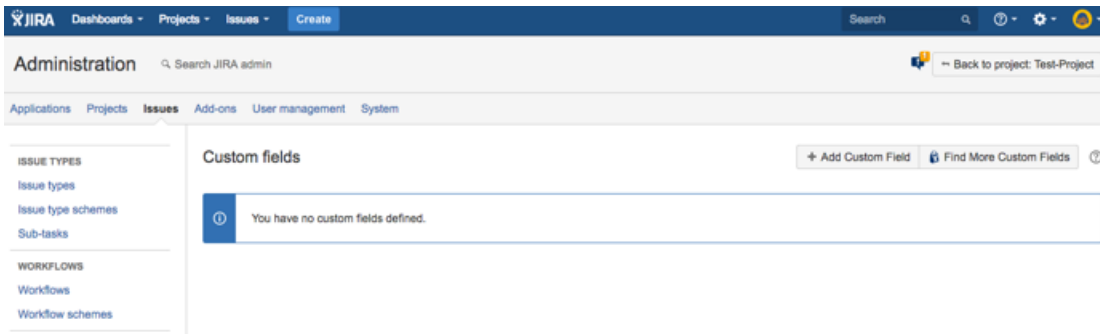 JIRA Dashboards Projects Issues Create Search
Administration Search JIRA admin Back to project: Test-Project
Applications Projects Issues Add-ons User management System
Custom fields + Add Custom Field Find More Custom Fields
ISSUE TYPES
Issue types
Issue type schemes
Sub-tasks
You have no custom fields defined.
WORKFLOWS
Workflows
Workflow schemes